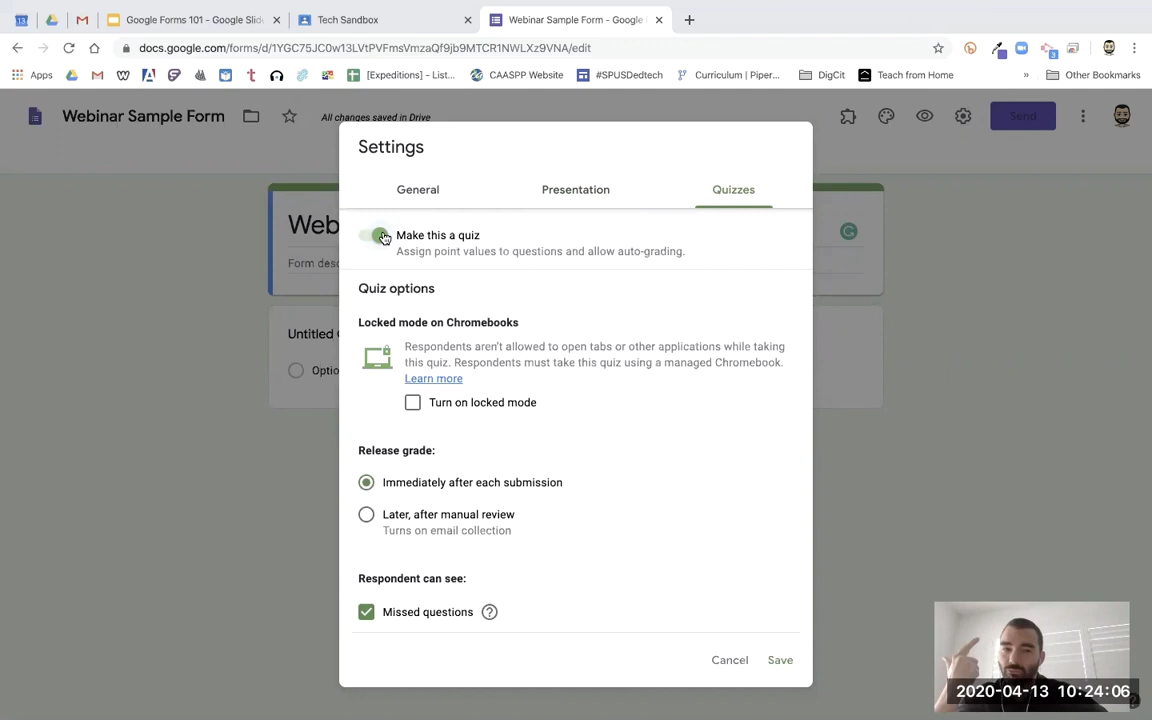 Google Forms 101 - Google Slid
Tech Sandbox
Webinar Sample Form - Google
docs.google.com/forms/d/1YGC75JC0w13LVtPVFmsVmzaQf9jb9MTCR1NWLXz9VNA/edit
Apps
[Expeditions] - List...
CAASPP Website
#SPUSDedtech
Curriculum | Piper...
DigCit
Teach from Home
»
Other Bookmarks
Webinar Sample Form
All changes saved in Drive
Send
Settings
General
Presentation
Quizzes
Web
Form desc
Make this a quiz
Assign point values to questions and allow auto-grading.
Quiz options
Locked mode on Chromebooks
Untitled
Optio
Respondents aren't allowed to open tabs or other applications while taking
this quiz. Respondents must take this quiz using a managed Chromebook.
Learn more
Turn on locked mode
Release grade:
Immediately after each submission
Later, after manual review
Turns on email collection
Respondent can see:
Missed questions
Cancel
Save
2020-04-13 10:24:06